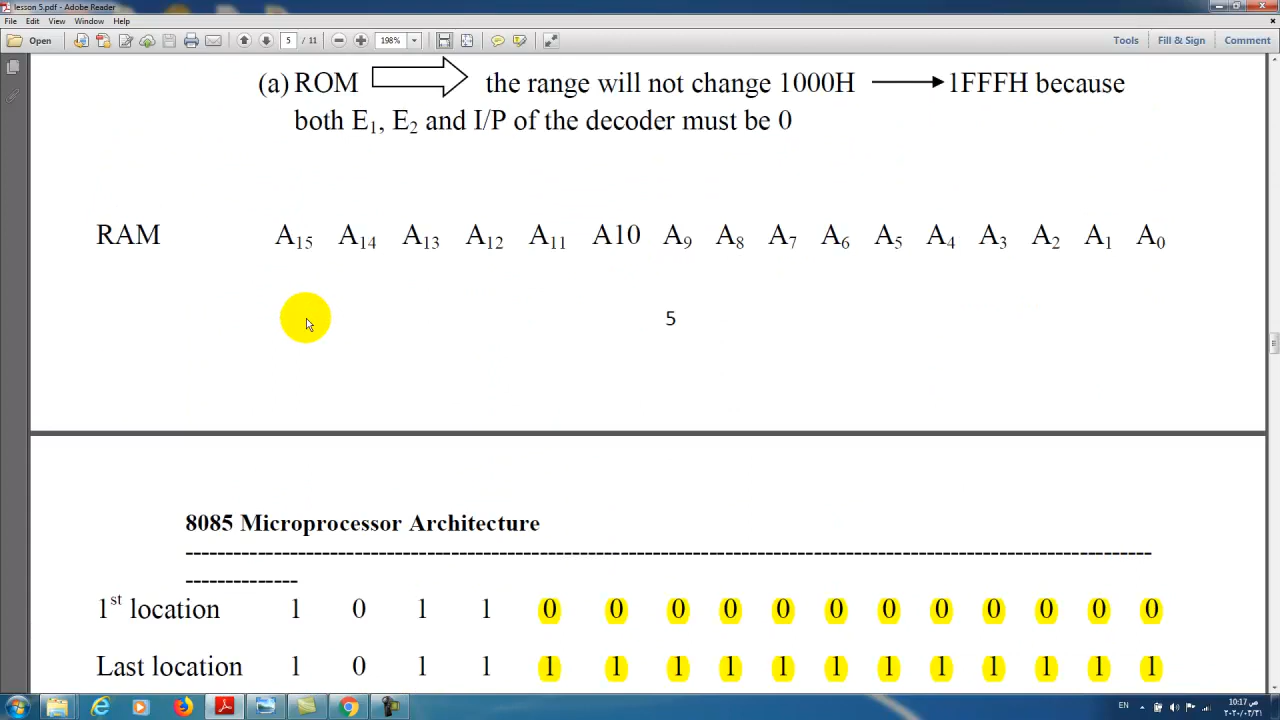 lesson 5.pdf - Adobe Reader
File Edit View Window Help
Open 5 / 11 198% Tools Fill & Sign Comment
(a) ROM the range will not change 1000H 1FFFH because
both E1, E2 and I/P of the decoder must be 0
RAM A15 A14 A13 A12 A11 A10 A9 A8 A7 A6 A5 A4 A3 A2 A1 A0
5
8085 Microprocessor Architecture
--------------------------------------------------------------------------------------------------------------
--------------
1st location 1 0 1 1 0 0 0 0 0 0 0 0 0 0 0 0
Last location 1 0 1 1 1 1 1 1 1 1 1 1 1 1 1 1
EN 10:17 ص
٢٠٢٠/٠٣/٣١